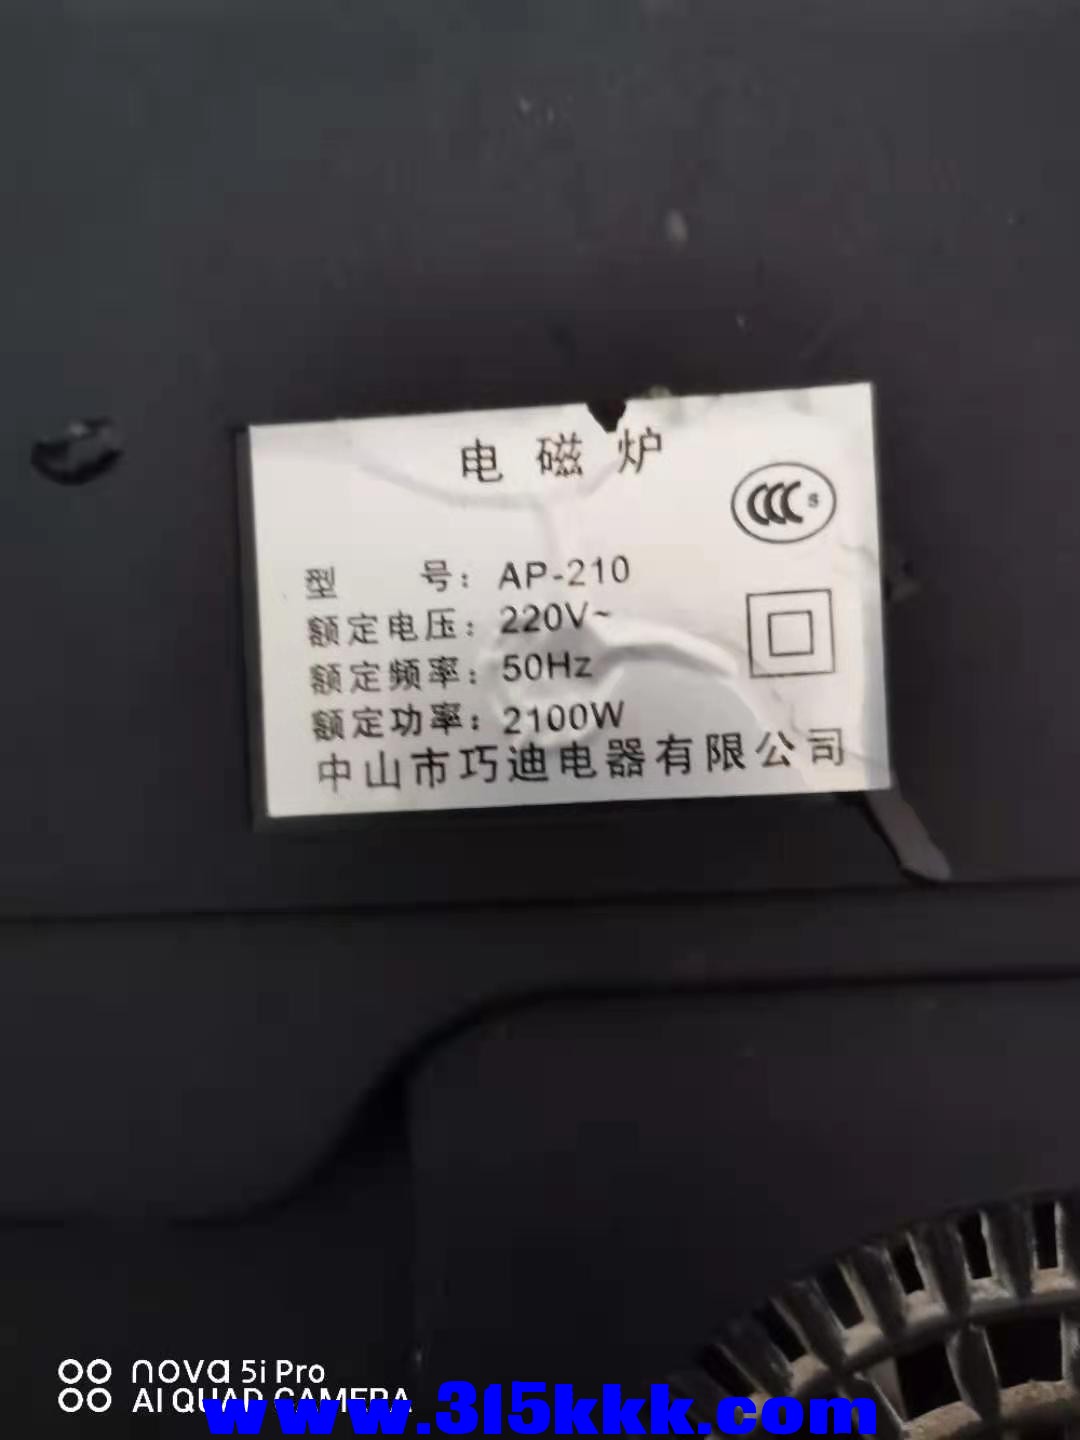 电磁炉
CCC S
型 号：AP-210
额定电压：220V~
额定频率：50Hz
额定功率：2100W
中山市巧迪电器有限公司
nova 5i Pro
AI QUAD CAMERA
www.315kkk.com